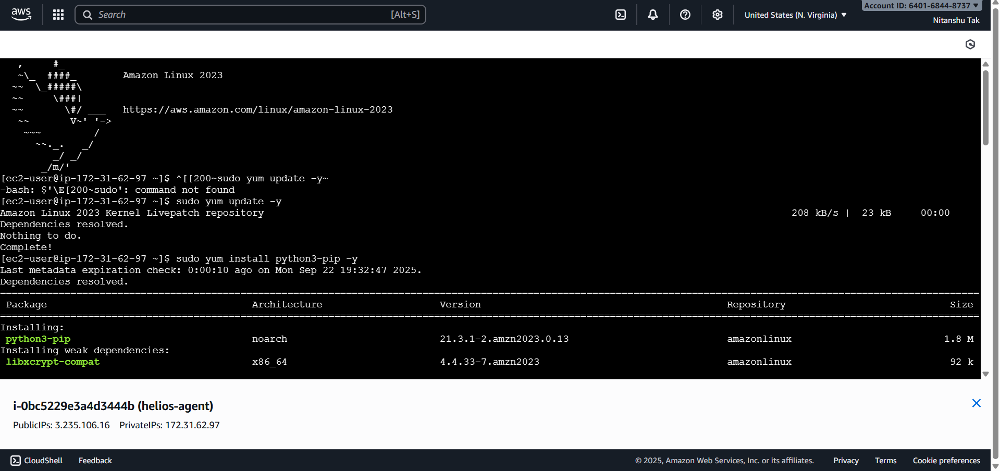 aws
Search [Alt+S]
United States (N. Virginia) ▼
Account ID: 6401-6844-8737 ▼
Nitanshu Tak
   ,     #_
   ~\_  ####_        Amazon Linux 2023
  ~~  \_#####\
  ~~     \###|
  ~~       \#/ ___   https://aws.amazon.com/linux/amazon-linux-2023
   ~~       V~' '->
    ~~~         /
      ~~._.   _/
         _/ _/
       _/m/'
[ec2-user@ip-172-31-62-97 ~]$ ^[[200~sudo yum update -y~
-bash: $'\E[200~sudo': command not found
[ec2-user@ip-172-31-62-97 ~]$ sudo yum update -y
Amazon Linux 2023 Kernel Livepatch repository 208 kB/s | 23 kB 00:00
Dependencies resolved.
Nothing to do.
Complete!
[ec2-user@ip-172-31-62-97 ~]$ sudo yum install python3-pip -y
Last metadata expiration check: 0:00:10 ago on Mon Sep 22 19:32:47 2025.
Dependencies resolved.
Package Architecture Version Repository Size
Installing:
python3-pip noarch 21.3.1-2.amzn2023.0.13 amazonlinux 1.8 M
Installing weak dependencies:
libxcrypt-compat x86_64 4.4.33-7.amzn2023 amazonlinux 92 k
i-0bc5229e3a4d3444b (helios-agent)
PublicIPs: 3.235.106.16 PrivateIPs: 172.31.62.97
CloudShell Feedback © 2025, Amazon Web Services, Inc. or its affiliates. Privacy Terms Cookie preferences